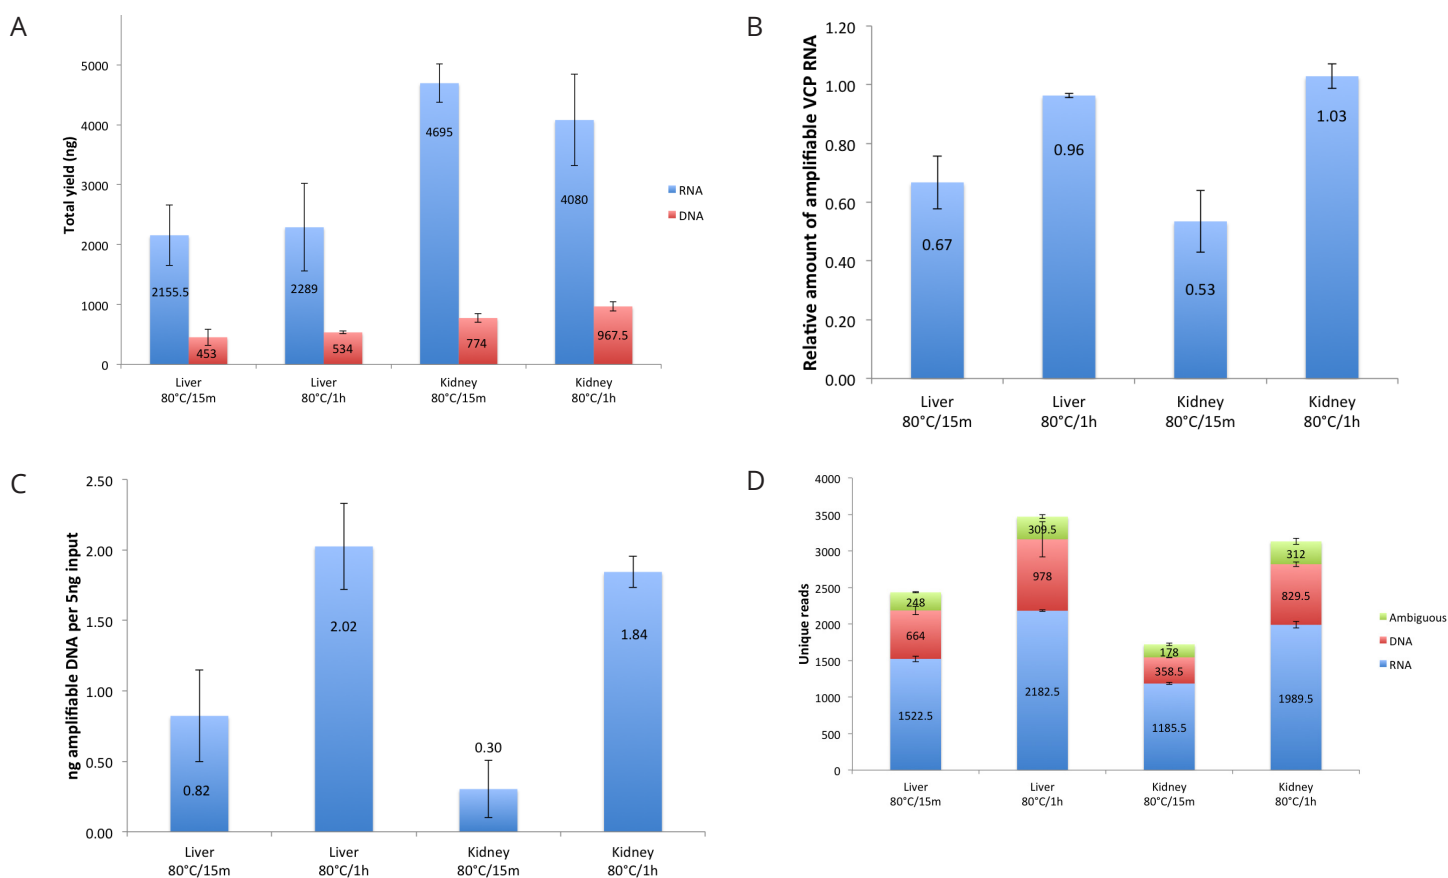 A
Total yield (ng)
5000
4000
3000
2000
1000
0
2155.5
453
2289
534
4695
774
4080
967.5
RNA
DNA
Liver
80°C/15m
Liver
80°C/1h
Kidney
80°C/15m
Kidney
80°C/1h
B
Relative amount of amplifiable VCP RNA
1.20
1.00
0.80
0.60
0.40
0.20
0.00
0.67
0.96
0.53
1.03
Liver
80°C/15m
Liver
80°C/1h
Kidney
80°C/15m
Kidney
80°C/1h
C
ng amplifiable DNA per 5ng input
2.50
2.00
1.50
1.00
0.50
0.00
0.82
2.02
0.30
1.84
Liver
80°C/15m
Liver
80°C/1h
Kidney
80°C/15m
Kidney
80°C/1h
D
Unique reads
4000
3500
3000
2500
2000
1500
1000
500
0
248
664
1522.5
309.5
978
2182.5
178
358.5
1185.5
312
829.5
1989.5
Ambiguous
DNA
RNA
Liver
80°C/15m
Liver
80°C/1h
Kidney
80°C/15m
Kidney
80°C/1h